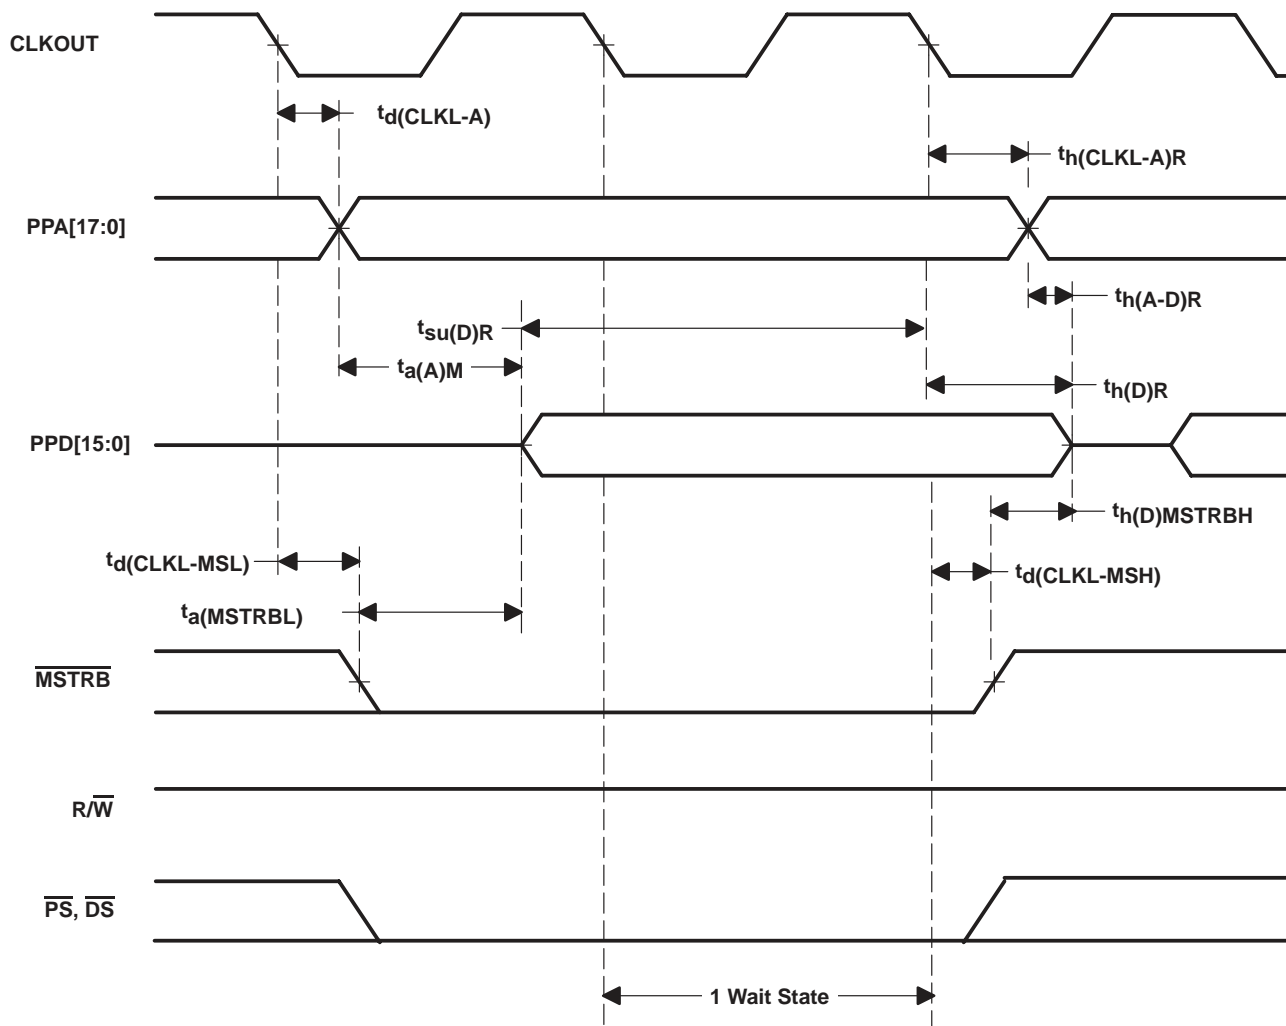 CLKOUT
td(CLKL-A)
th(CLKL-A)R
PPA[17:0]
th(A-D)R
tsu(D)R
ta(A)M
th(D)R
PPD[15:0]
th(D)MSTRBH
td(CLKL-MSL)
td(CLKL-MSH)
ta(MSTRBL)
MSTRB
R/W
PS, DS
1 Wait State